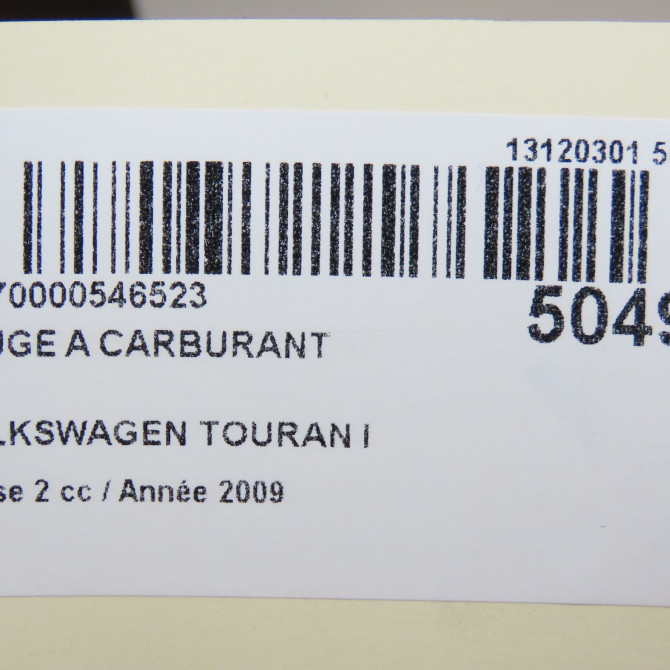 13120301 5
70000546523
5049
UGE A CARBURANT
LKSWAGEN TOURAN I
se 2 cc / Année 2009